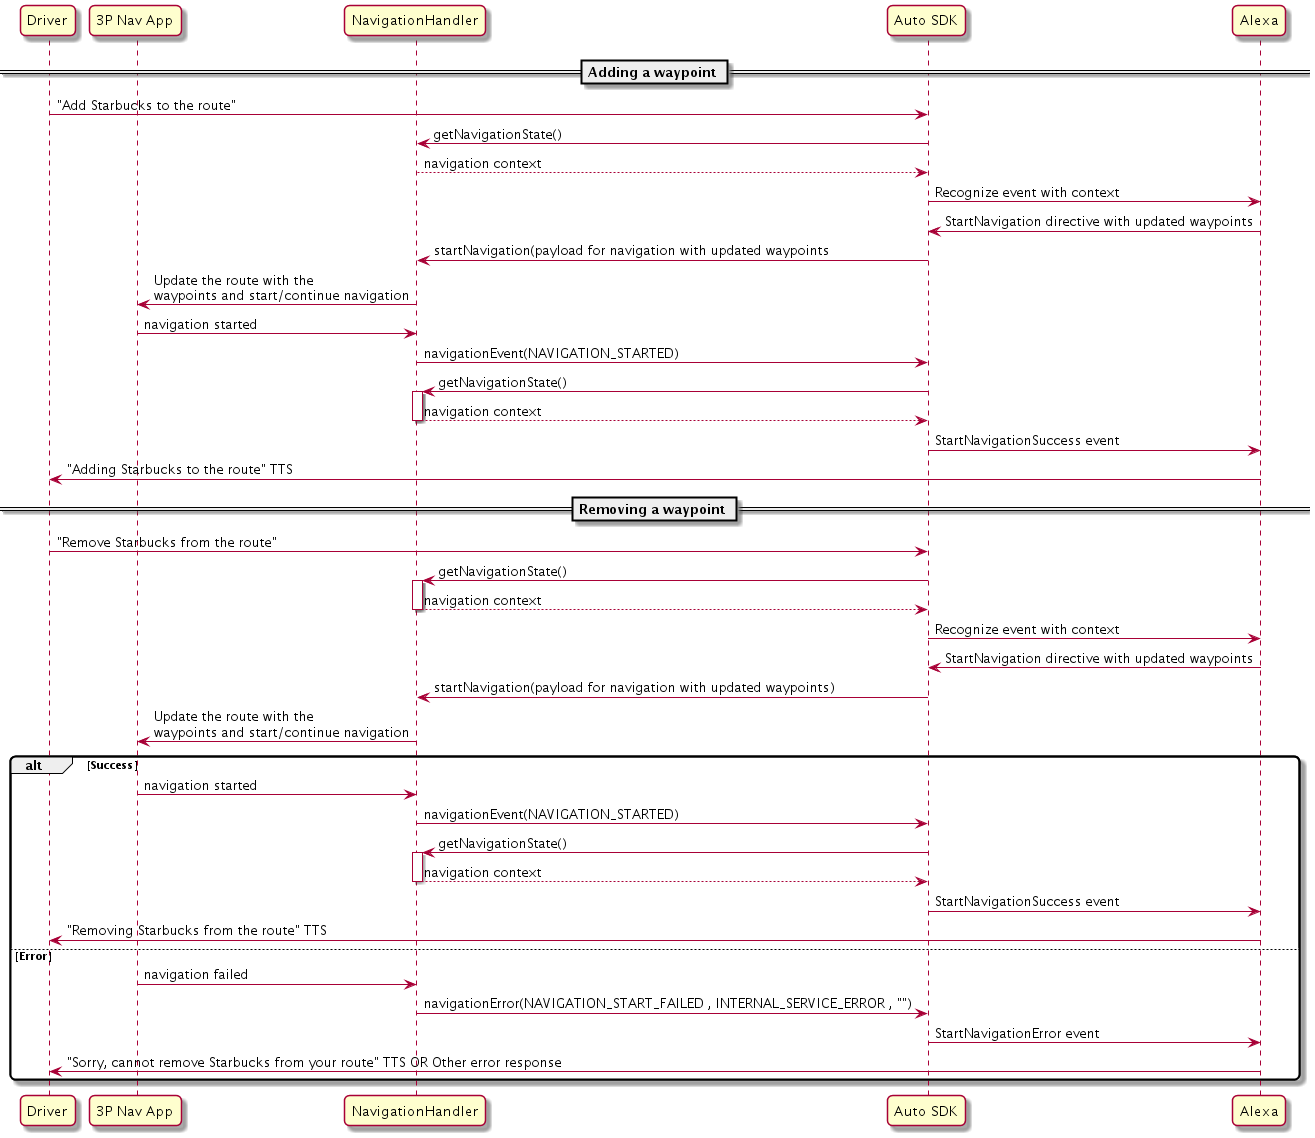 Driver
3P Nav App
NavigationHandler
Auto SDK
Alexa
Adding a waypoint
"Add Starbucks to the route"
getNavigationState()
navigation context
Recognize event with context
StartNavigation directive with updated waypoints
startNavigation(payload for navigation with updated waypoints
Update the route with the
waypoints and start/continue navigation
navigation started
navigationEvent(NAVIGATION_STARTED)
getNavigationState()
navigation context
StartNavigationSuccess event
"Adding Starbucks to the route" TTS
Removing a waypoint
"Remove Starbucks from the route"
getNavigationState()
navigation context
Recognize event with context
StartNavigation directive with updated waypoints
startNavigation(payload for navigation with updated waypoints)
Update the route with the
waypoints and start/continue navigation
alt
[Success]
navigation started
navigationEvent(NAVIGATION_STARTED)
getNavigationState()
navigation context
StartNavigationSuccess event
"Removing Starbucks from the route" TTS
[Error]
navigation failed
navigationError(NAVIGATION_START_FAILED , INTERNAL_SERVICE_ERROR , "")
StartNavigationError event
"Sorry, cannot remove Starbucks from your route" TTS OR Other error response
Driver
3P Nav App
NavigationHandler
Auto SDK
Alexa